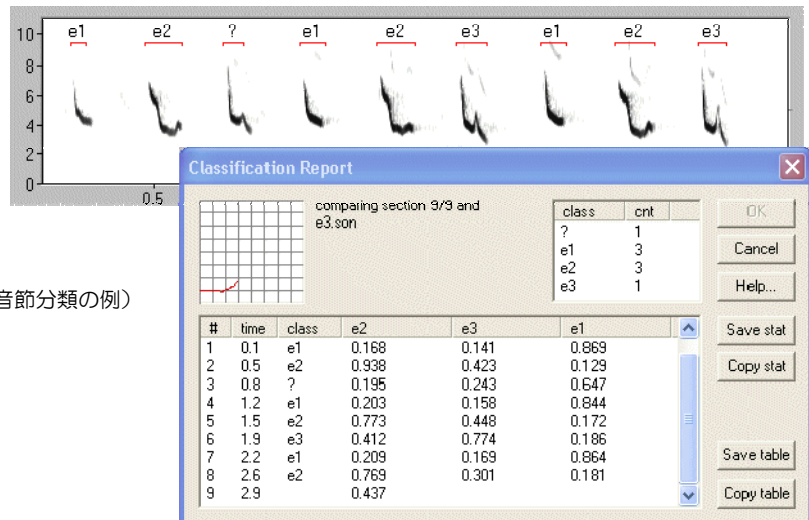 e1 e2 ? e1 e2 e3 e1 e2 e3
10
8
6
4
2
0
0.5
Classification Report
comparing section 9/9 and
e3.son
class cnt
? 1
e1 3
e2 3
e3 1
OK
Cancel
Help...
音節分類の例）
# time class e2 e3 e1
1 0.1 e1 0.168 0.141 0.869
2 0.5 e2 0.938 0.423 0.129
3 0.8 ? 0.195 0.243 0.647
4 1.2 e1 0.203 0.158 0.844
5 1.5 e2 0.773 0.448 0.172
6 1.9 e3 0.412 0.774 0.186
7 2.2 e1 0.209 0.169 0.864
8 2.6 e2 0.769 0.301 0.181
9 2.9 0.437
Save stat
Copy stat
Save table
Copy table